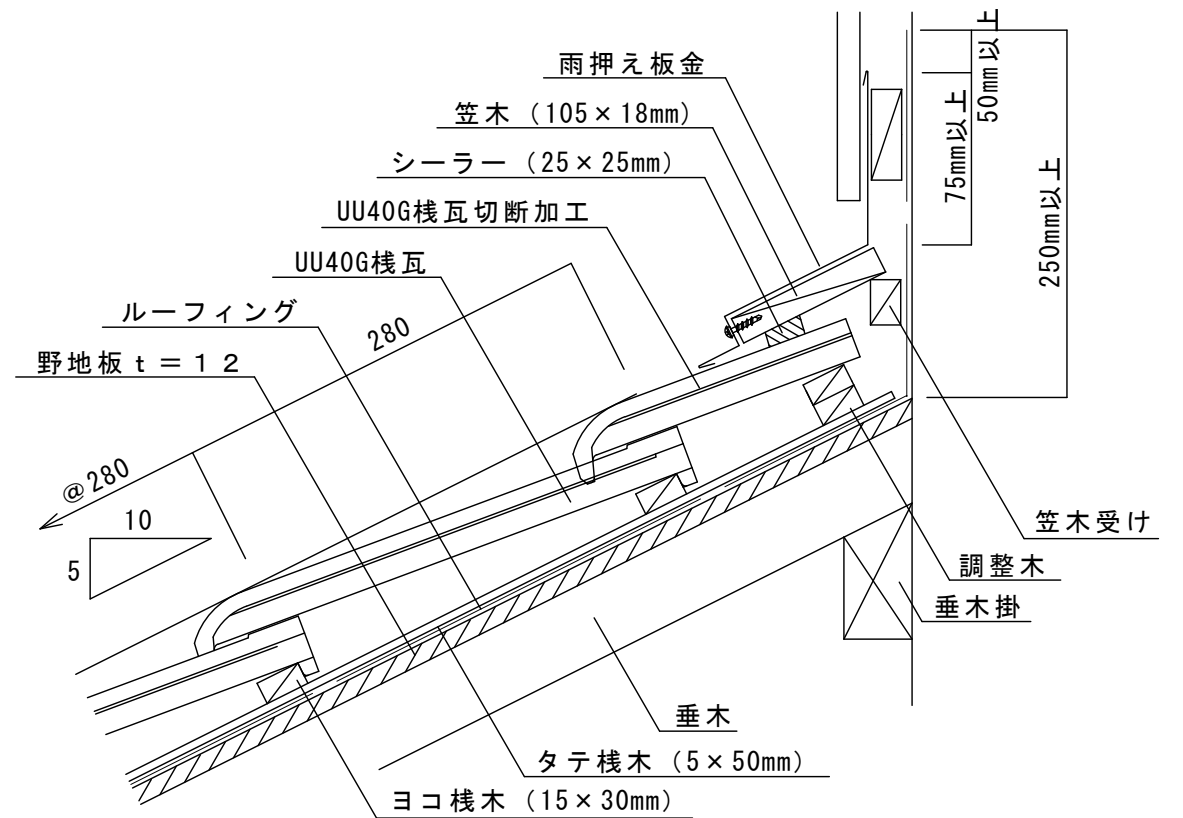 雨押え板金
笠木（105×18mm）
シーラー（25×25mm）
UU40G桟瓦切断加工
UU40G桟瓦
ルーフィング
野地板ｔ＝１２
280
@280
10
5
50mm以上
75mm以上
250mm以上
笠木受け
調整木
垂木掛
垂木
タテ桟木（5×50mm）
ヨコ桟木（15×30mm）